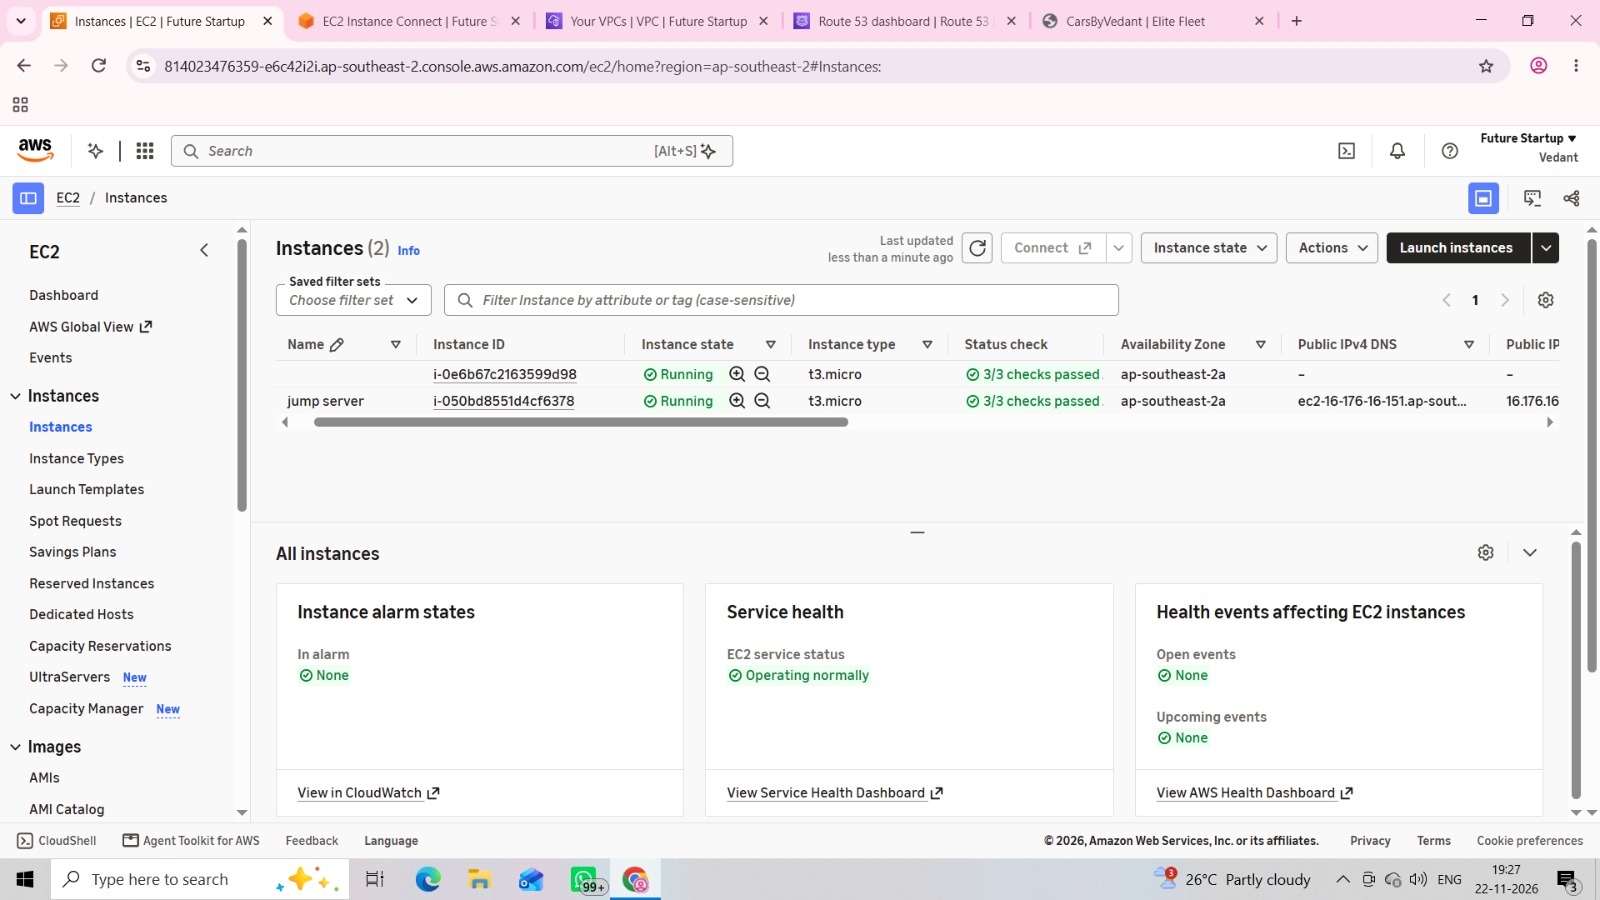 Instances | EC2 | Future Startup
EC2 Instance Connect | Future S
Your VPCs | VPC | Future Startup
Route 53 dashboard | Route 53
CarsByVedant | Elite Fleet
814023476359-e6c42i2i.ap-southeast-2.console.aws.amazon.com/ec2/home?region=ap-southeast-2#Instances:
aws
Search
[Alt+S]
Future Startup
Vedant
EC2 / Instances
EC2
Dashboard
AWS Global View
Events
Instances
Instances
Instance Types
Launch Templates
Spot Requests
Savings Plans
Reserved Instances
Dedicated Hosts
Capacity Reservations
UltraServers New
Capacity Manager New
Images
AMIs
AMI Catalog
Instances (2) Info
Last updated
less than a minute ago
Connect
Instance state
Actions
Launch instances
Saved filter sets
Choose filter set
Filter Instance by attribute or tag (case-sensitive)
1
Name Instance ID Instance state Instance type Status check Availability Zone Public IPv4 DNS Public IP
i-0e6b67c2163599d98 Running t3.micro 3/3 checks passed ap-southeast-2a – –
jump server i-050bd8551d4cf6378 Running t3.micro 3/3 checks passed ap-southeast-2a ec2-16-176-16-151.ap-sout... 16.176.16
All instances
Instance alarm states
In alarm
None
View in CloudWatch
Service health
EC2 service status
Operating normally
View Service Health Dashboard
Health events affecting EC2 instances
Open events
None
Upcoming events
None
View AWS Health Dashboard
CloudShell
Agent Toolkit for AWS
Feedback
Language
© 2026, Amazon Web Services, Inc. or its affiliates.
Privacy
Terms
Cookie preferences
Type here to search
99+
3
26°C Partly cloudy
ENG
19:27
22-11-2026
3